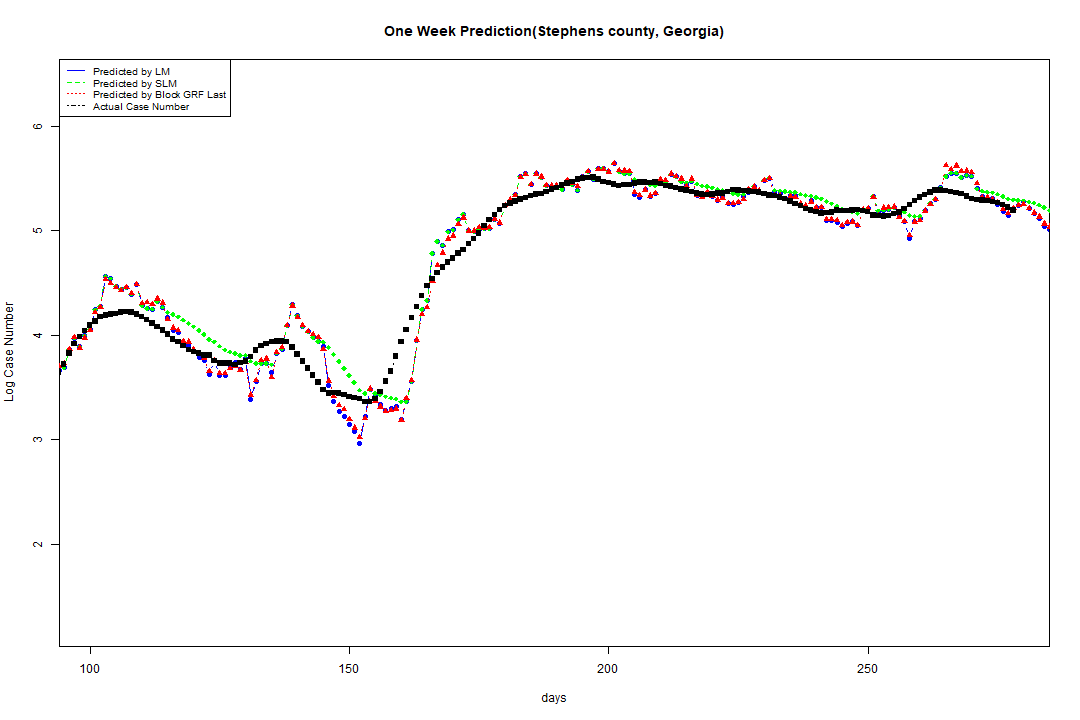 One Week Prediction(Stephens county, Georgia)
Predicted by LM
Predicted by SLM
Predicted by Block GRF Last
Actual Case Number
Log Case Number
6
5
4
3
2
100
150
200
250
days